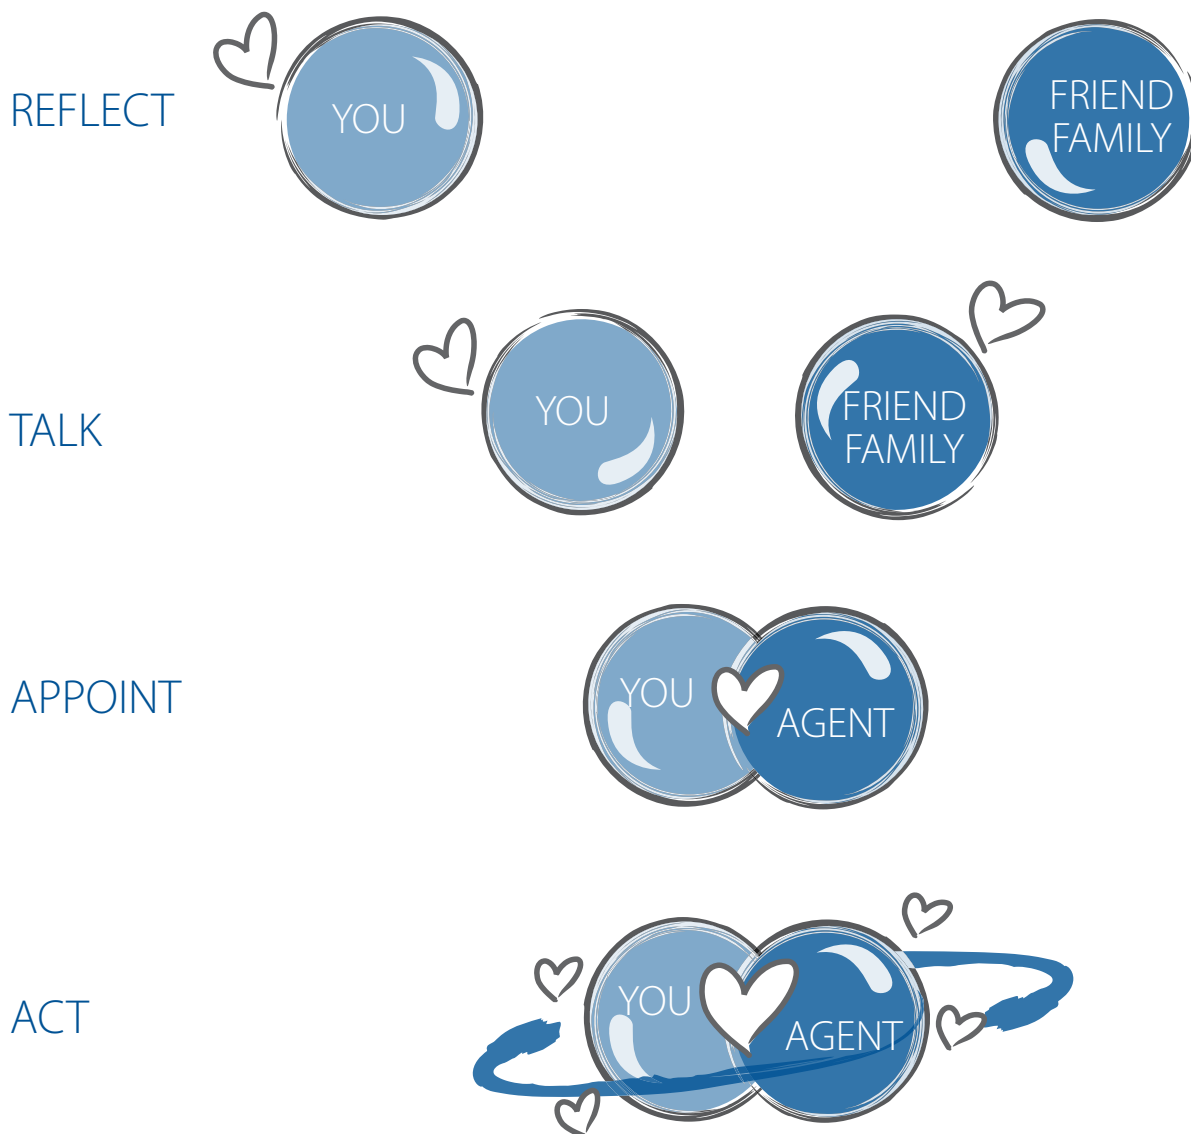 REFLECT
YOU
FRIEND
FAMILY
TALK
YOU
FRIEND
FAMILY
APPOINT
YOU
AGENT
ACT
YOU
AGENT